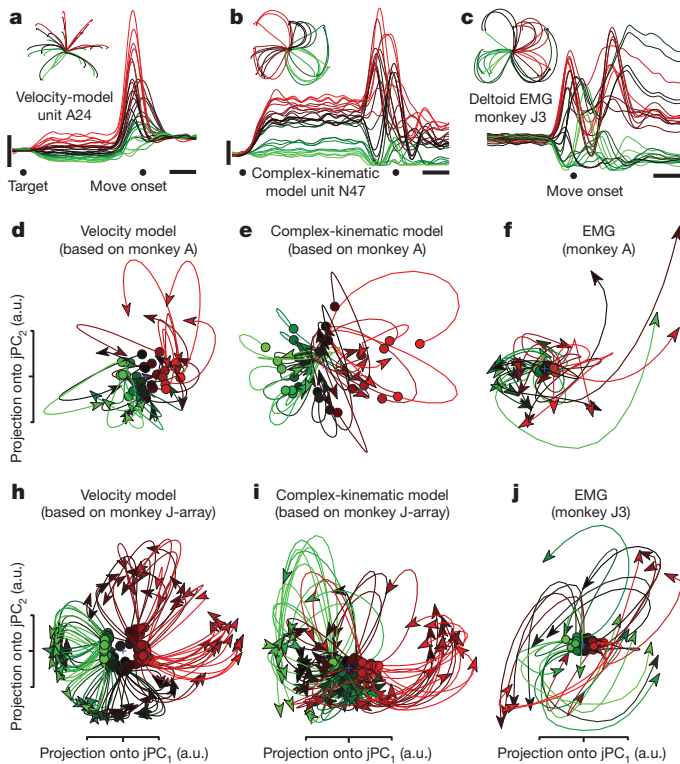 a
b
c
Velocity-model
unit A24
Deltoid EMG
monkey J3
Target
Move onset
Complex-kinematic
model unit N47
Move onset
d
Velocity model
(based on monkey A)
e
Complex-kinematic model
(based on monkey A)
f
EMG
(monkey A)
Projection onto jPC2 (a.u.)
h
Velocity model
(based on monkey J-array)
i
Complex-kinematic model
(based on monkey J-array)
j
EMG
(monkey J3)
Projection onto jPC2 (a.u.)
Projection onto jPC1 (a.u.)
Projection onto jPC1 (a.u.)
Projection onto jPC1 (a.u.)